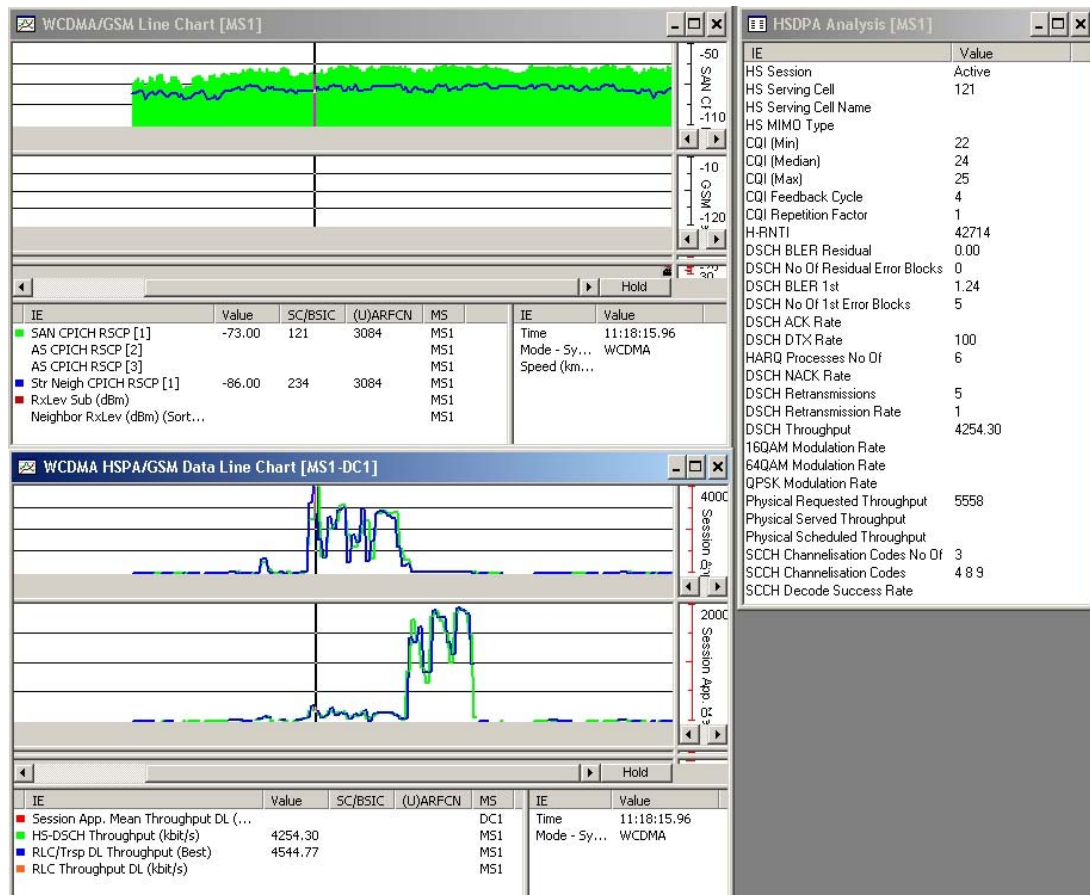 WCDMA/GSM Line Chart [MS1]
-50
SAN CF
-110
-10
GSM
-120
30
Hold
IE Value SC/BSIC (U)ARFCN MS
SAN CPICH RSCP [1] -73.00 121 3084 MS1
AS CPICH RSCP [2] MS1
AS CPICH RSCP [3] MS1
Str Neigh CPICH RSCP [1] -86.00 234 3084 MS1
RxLev Sub (dBm) MS1
Neighbor RxLev (dBm) (Sort... MS1
IE Value
Time 11:18:15.96
Mode - Sy... WCDMA
Speed (km...
WCDMA HSPA/GSM Data Line Chart [MS1-DC1]
4000
Session
0
2000
Session App.
0
Hold
IE Value SC/BSIC (U)ARFCN MS
Session App. Mean Throughput DL (... DC1
HS-DSCH Throughput (kbit/s) 4254.30 MS1
RLC/Trsp DL Throughput (Best) 4544.77 MS1
RLC Throughput DL (kbit/s) MS1
IE Value
Time 11:18:15.96
Mode - Sy... WCDMA
HSDPA Analysis [MS1]
IE Value
HS Session Active
HS Serving Cell 121
HS Serving Cell Name
HS MIMO Type
CQI (Min) 22
CQI (Median) 24
CQI (Max) 25
CQI Feedback Cycle 4
CQI Repetition Factor 1
H-RNTI 42714
DSCH BLER Residual 0.00
DSCH No Of Residual Error Blocks 0
DSCH BLER 1st 1.24
DSCH No Of 1st Error Blocks 5
DSCH ACK Rate
DSCH DTX Rate 100
HARQ Processes No Of 6
DSCH NACK Rate
DSCH Retransmissions 5
DSCH Retransmission Rate 1
DSCH Throughput 4254.30
16QAM Modulation Rate
64QAM Modulation Rate
QPSK Modulation Rate
Physical Requested Throughput 5558
Physical Served Throughput
Physical Scheduled Throughput
SCCH Channelisation Codes No Of 3
SCCH Channelisation Codes 4 8 9
SCCH Decode Success Rate